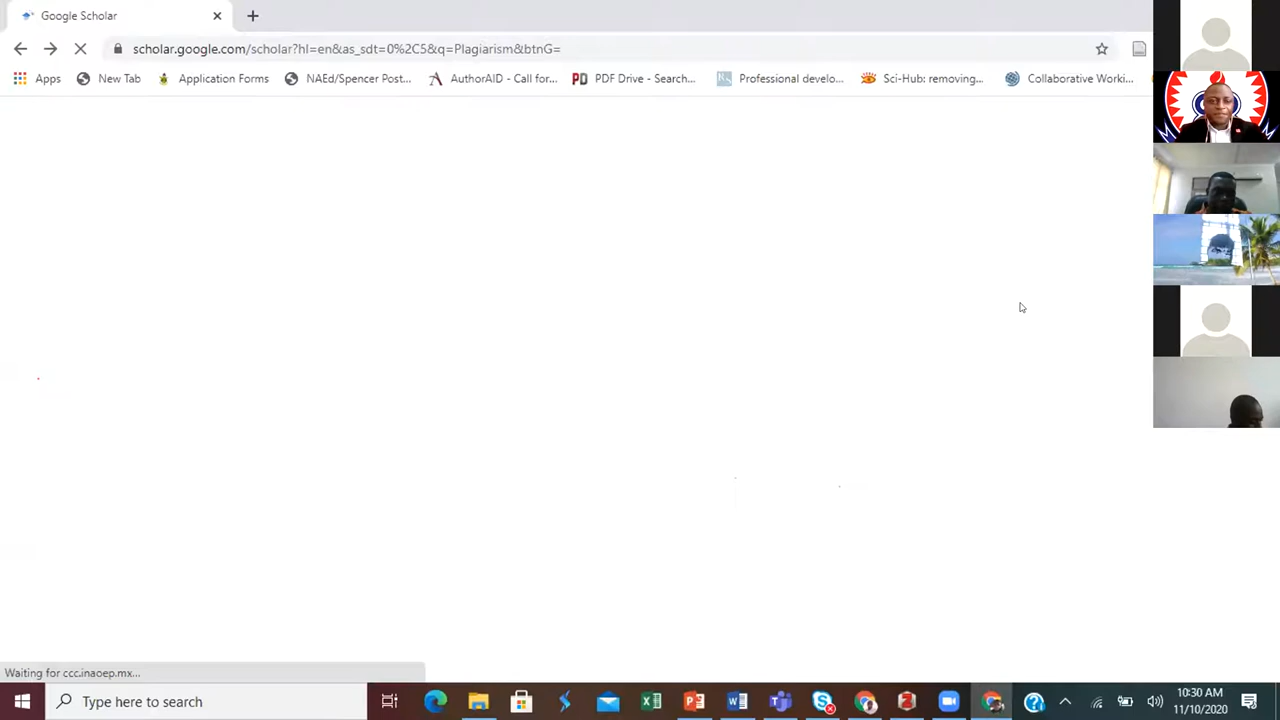 Google Scholar
scholar.google.com/scholar?hl=en&as_sdt=0%2C5&q=Plagiarism&btnG=
Apps New Tab Application Forms NAEd/Spencer Post... AuthorAID - Call for... PD PDF Drive - Search... Professional develo... Sci-Hub: removing... Collaborative Worki...
Waiting for ccc.inaoep.mx...
Type here to search
10:30 AM
11/10/2020